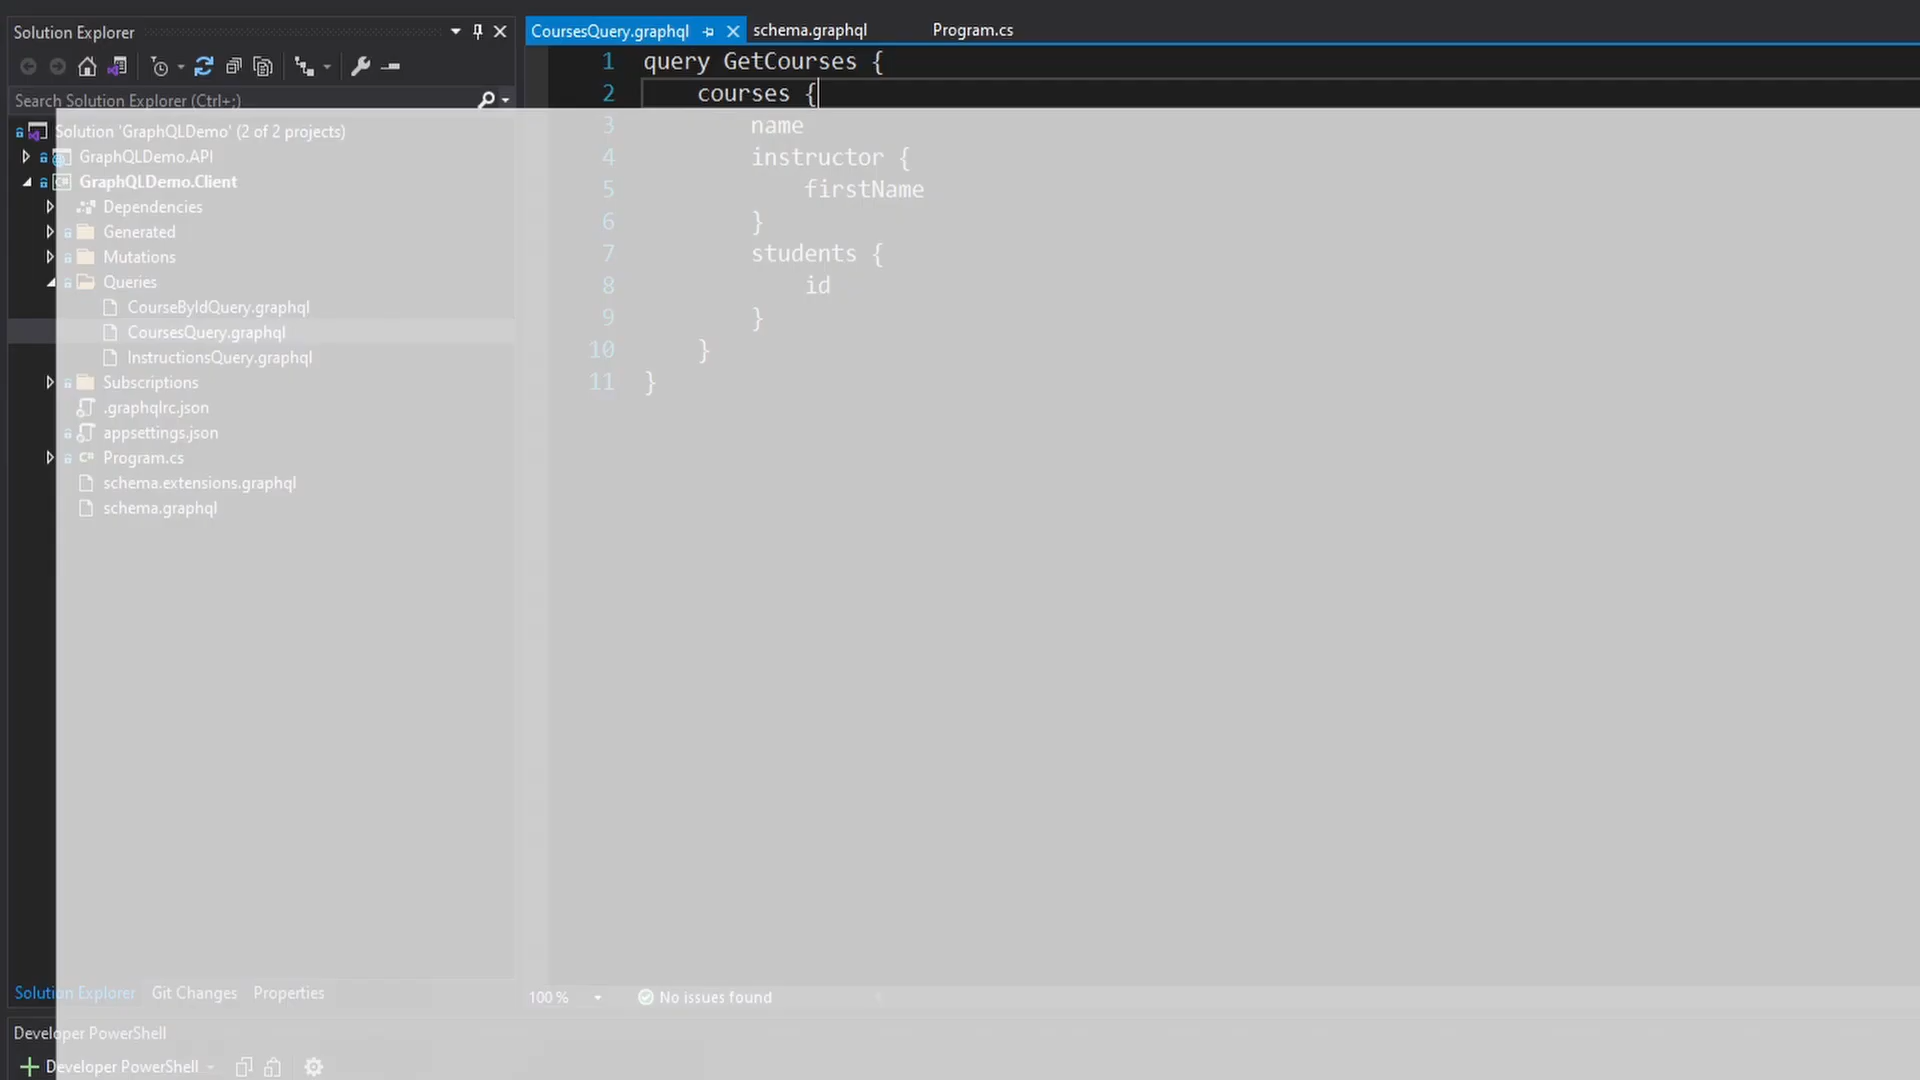 Solution Explorer
Search Solution Explorer (Ctrl+;)
Solution 'GraphQLDemo' (2 of 2 projects)
GraphQLDemo.API
GraphQLDemo.Client
Dependencies
Generated
Mutations
Queries
CourseByIdQuery.graphql
CoursesQuery.graphql
InstructionsQuery.graphql
Subscriptions
.graphqlrc.json
appsettings.json
C# Program.cs
schema.extensions.graphql
schema.graphql
Solution Explorer Git Changes Properties
CoursesQuery.graphql schema.graphql Program.cs
1 query GetCourses {
2 courses {
3 name
4 instructor {
5 firstName
6 }
7 students {
8 id
9 }
10 }
11 }
100 % No issues found
Developer PowerShell
Developer PowerShell